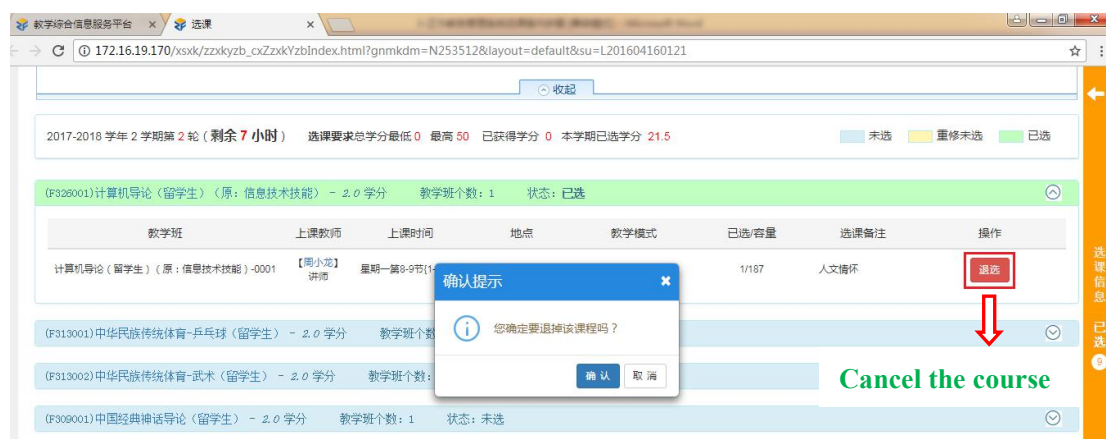 教学综合信息服务平台
选课
172.16.19.170/xsxk/zzxkyzb_cxZzxkYzbIndex.html?gnmkdm=N253512&layout=default&su=L201604160121
收起
2017-2018 学年 2 学期第 2 轮 ( 剩余 7 小时 ) 选课要求总学分最低 0 最高 50 已获得学分 0 本学期已选学分 21.5
未选 重修未选 已选
(F326001)计算机导论（留学生）（原：信息技术技能） - 2.0 学分 教学班个数: 1 状态: 已选
教学班 上课教师 上课时间 地点 教学模式 已选/容量 选课备注 操作
计算机导论 ( 留学生 ) ( 原 : 信息技术技能 ) -0001 【周小龙】 讲师 星期一第8-9节{1- 1/187 人文情怀 退选
确认提示
您确定要退掉该课程吗？
确 认 取 消
(F313001)中华民族传统体育-乒乓球（留学生） - 2.0 学分 教学班个数
(F313002)中华民族传统体育-武术（留学生） - 2.0 学分 教学班个数:
(F309001)中国经典神话导论（留学生） - 2.0 学分 教学班个数: 1 状态: 未选
Cancel the course
选课信息 已选 9